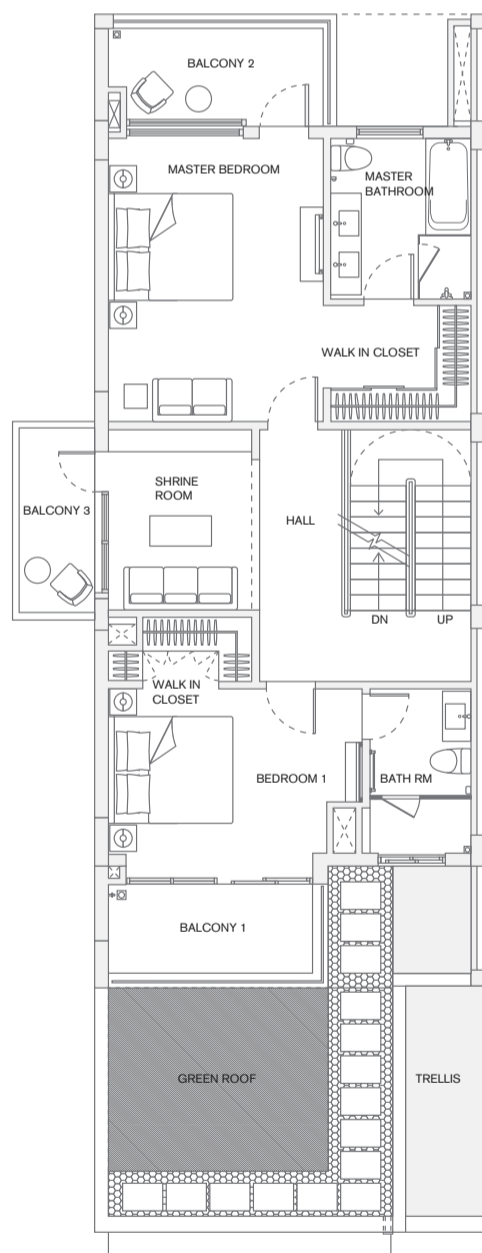 BALCONY 2
MASTER BEDROOM
MASTER
BATHROOM
WALK IN CLOSET
SHRINE
ROOM
BALCONY 3
HALL
DN
UP
WALK IN
CLOSET
BEDROOM 1
BATH RM
BALCONY 1
GREEN ROOF
TRELLIS